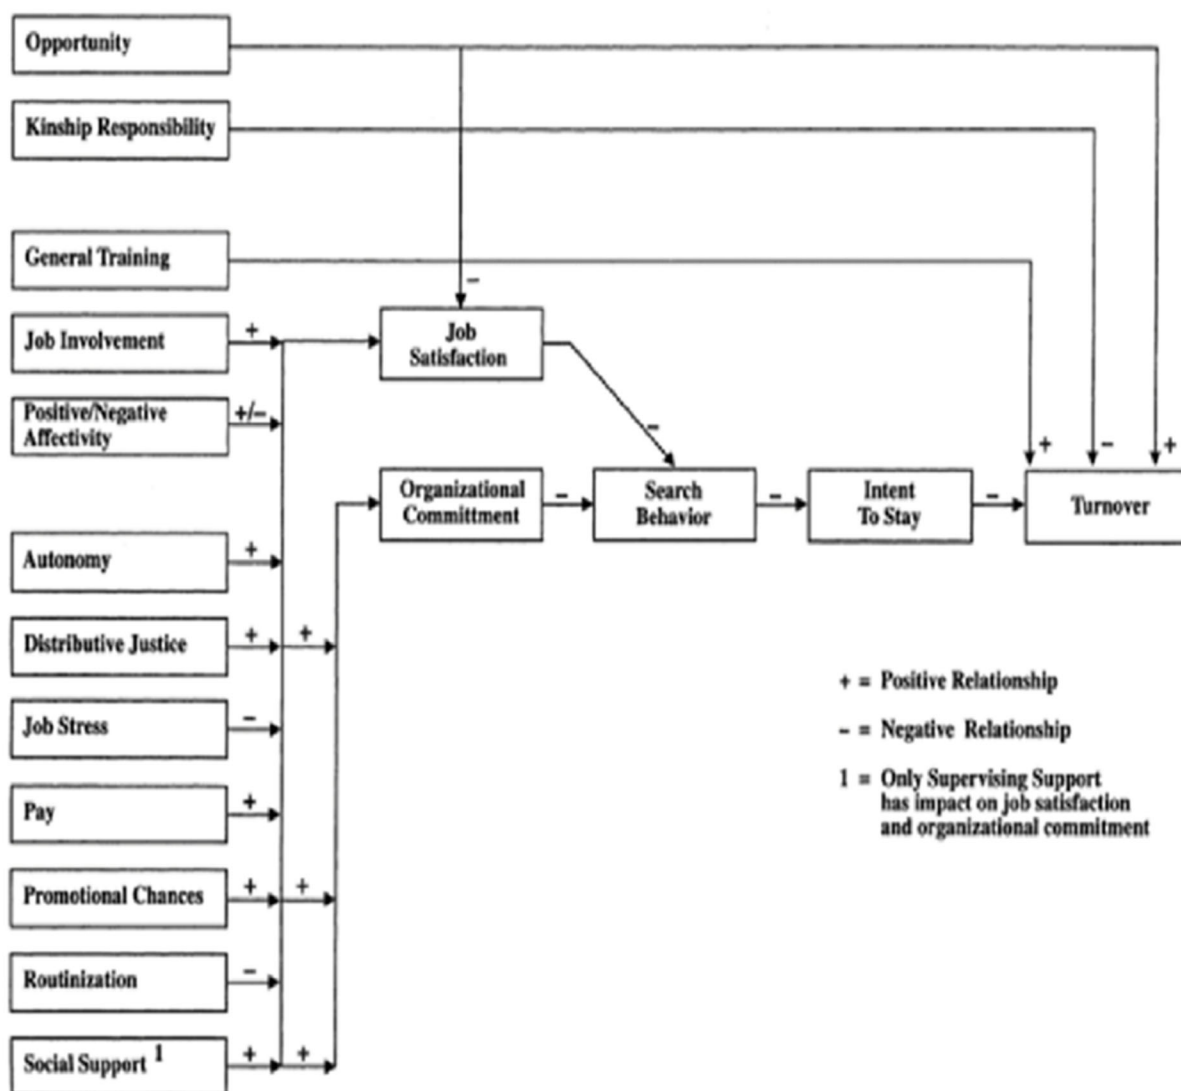 Opportunity
Kinship Responsibility
General Training
–
Job Involvement
+
Job
Satisfaction
Positive/Negative
Affectivity
+/–
–
+
–
+
Organizational
Committment
–
Search
Behavior
–
Intent
To Stay
–
Turnover
Autonomy
+
Distributive Justice
+
+
Job Stress
–
Pay
+
Promotional Chances
+
+
Routinization
–
Social Support 1
+
+
+ = Positive Relationship
– = Negative Relationship
1 = Only Supervising Support
has impact on job satisfaction
and organizational commitment